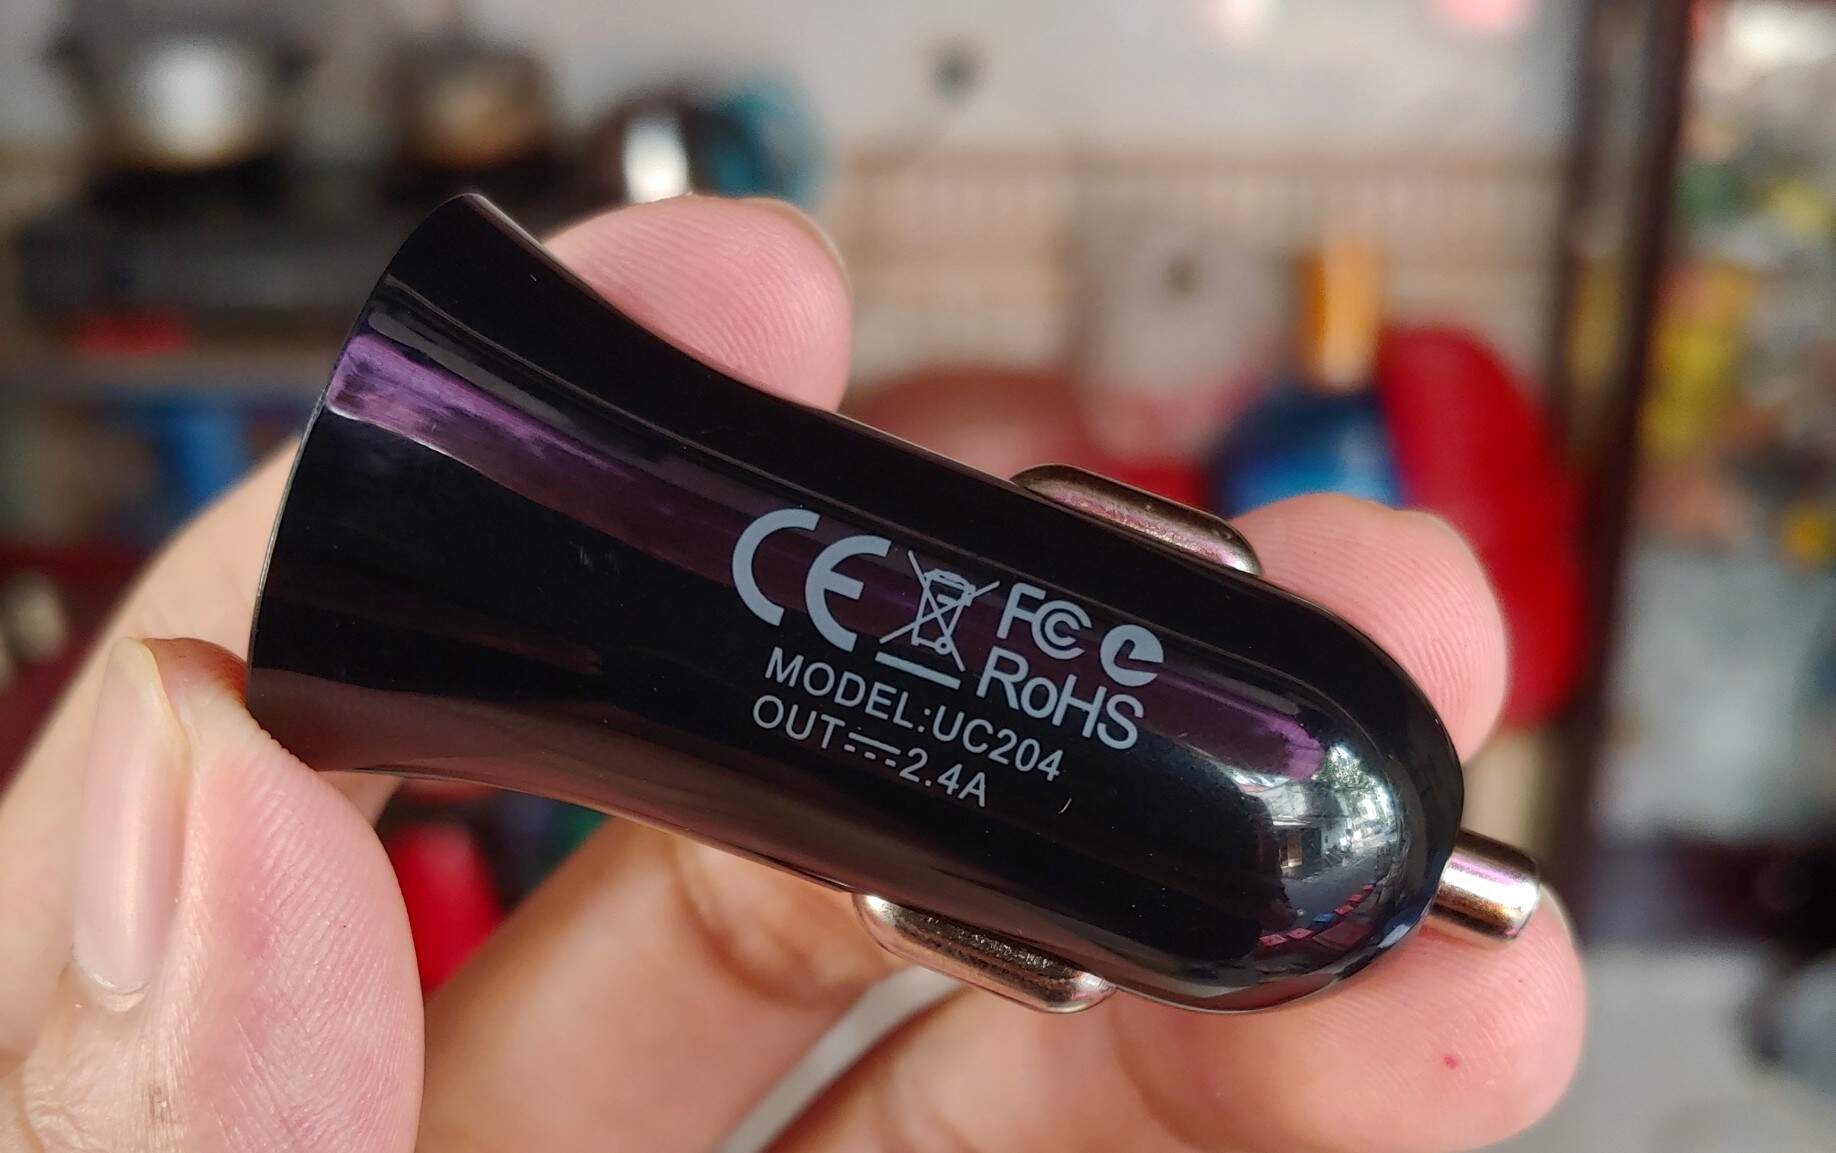 CE FC
RoHS
MODEL:UC204
OUT⎓2.4A